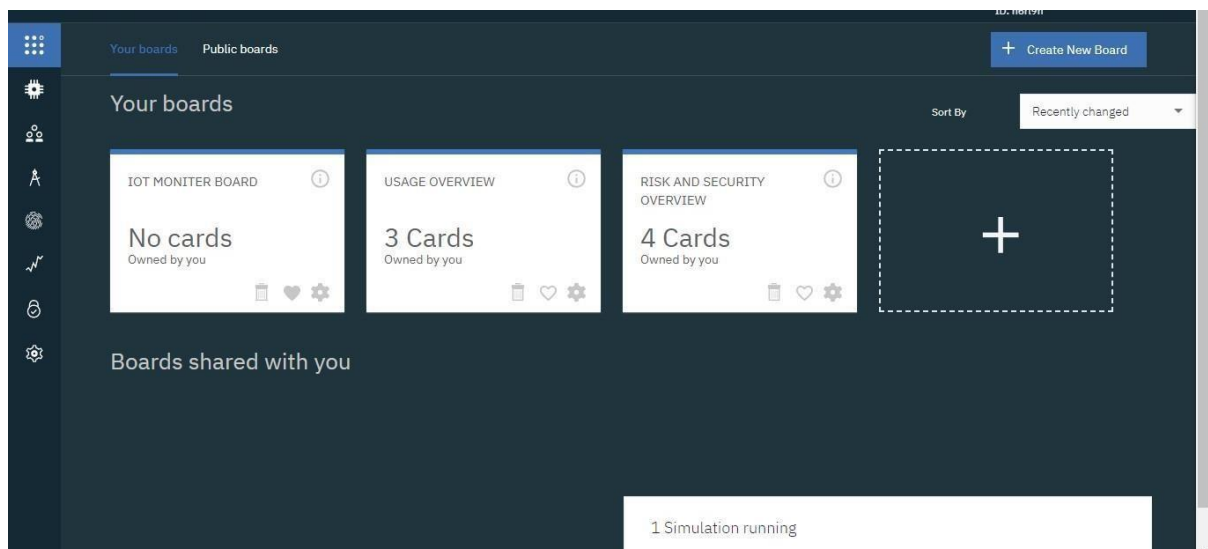 Your boards
Public boards
+ Create New Board
Your boards
Sort By
Recently changed
IOT MONITER BOARD
No cards
Owned by you
USAGE OVERVIEW
3 Cards
Owned by you
RISK AND SECURITY
OVERVIEW
4 Cards
Owned by you
Boards shared with you
1 Simulation running